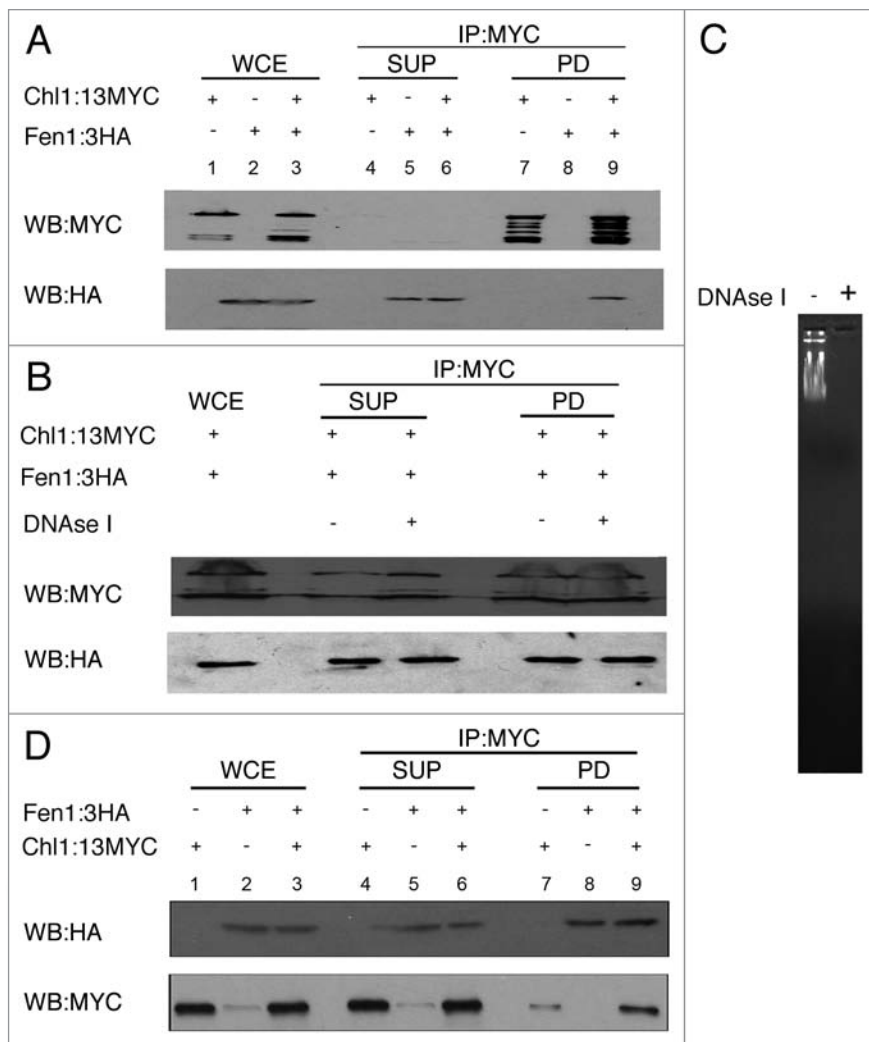 A
IP:MYC
WCE SUP PD
Chl1:13MYC + - + + - + + - +
Fen1:3HA - + + - + + - + +
1 2 3 4 5 6 7 8 9
WB:MYC
WB:HA
B
IP:MYC
WCE SUP PD
Chl1:13MYC + + + + +
Fen1:3HA + + + + +
DNAse I - + - +
WB:MYC
WB:HA
D
IP:MYC
WCE SUP PD
Fen1:3HA - + + - + + - + +
Chl1:13MYC + - + + - + + - +
1 2 3 4 5 6 7 8 9
WB:HA
WB:MYC
C
DNAse I - +